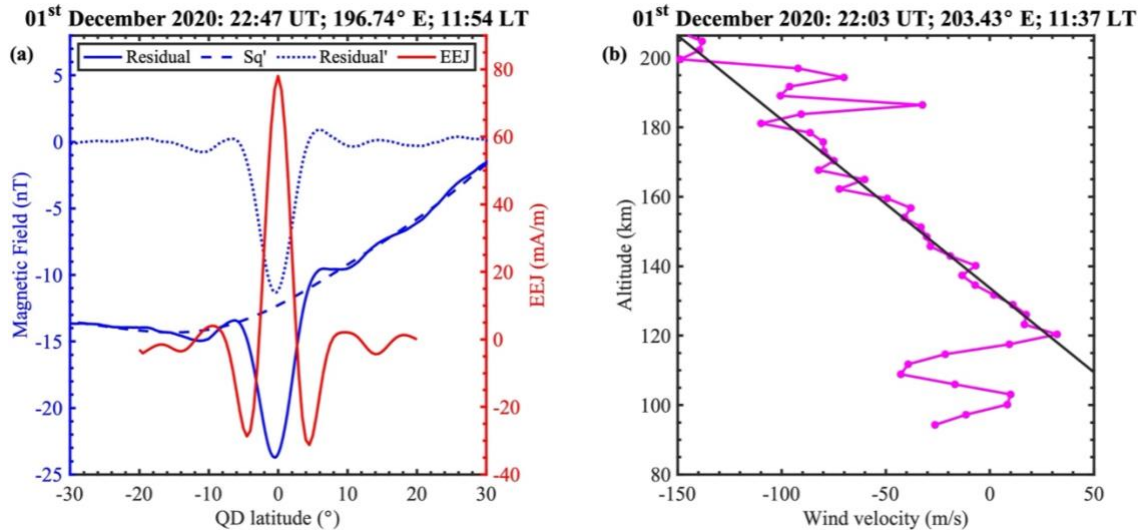 01st December 2020: 22:47 UT; 196.74° E; 11:54 LT
(a)
Residual Sq' Residual' EEJ
5
0
-5
-10
-15
-20
-25
Magnetic Field (nT)
80
60
40
20
0
-20
-40
EEJ (mA/m)
-30 -20 -10 0 10 20 30
QD latitude (°)
01st December 2020: 22:03 UT; 203.43° E; 11:37 LT
(b)
200
180
160
140
120
100
80
Altitude (km)
-150 -100 -50 0 50
Wind velocity (m/s)